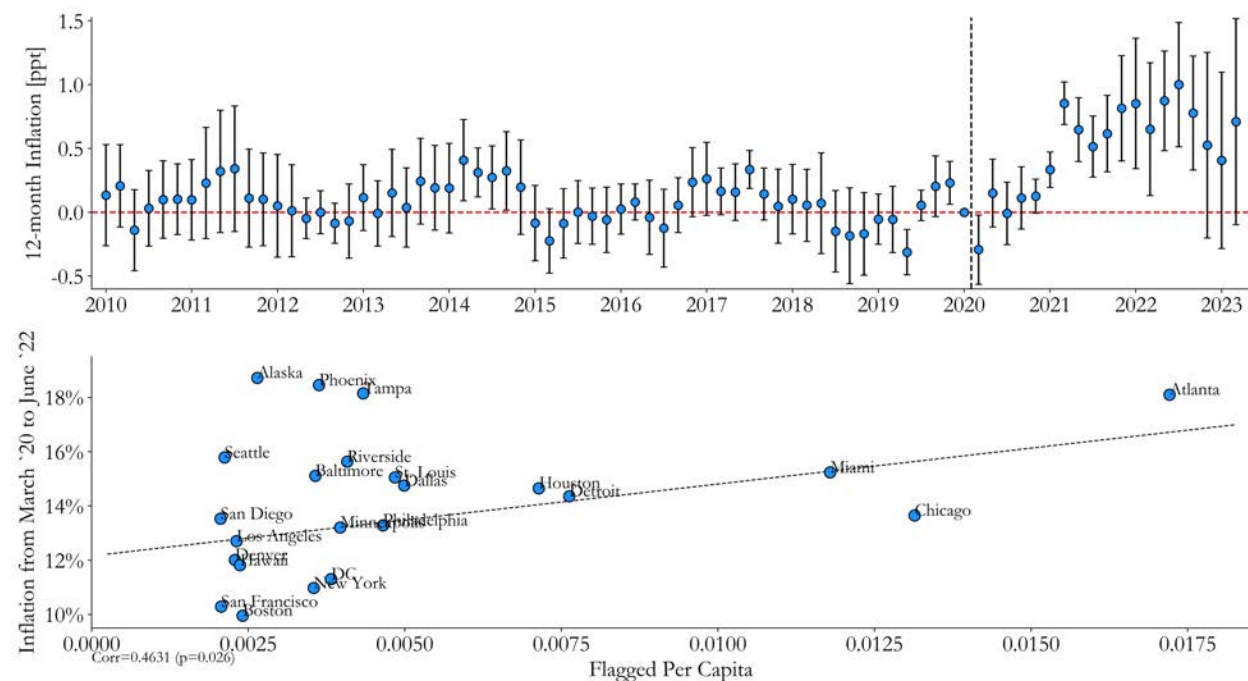 12-month Inflation [ppt]
1.5
1.0
0.5
0.0
-0.5
2010 2011 2012 2013 2014 2015 2016 2017 2018 2019 2020 2021 2022 2023
Inflation from March `20 to June `22
18%
16%
14%
12%
10%
Alaska
Phoenix
Tampa
Atlanta
Seattle
Riverside
Baltimore
St. Louis
Dallas
Miami
Houston
Detroit
Chicago
San Diego
Minneapolis
Philadelphia
Los Angeles
Denver
Hawaii
DC
New York
San Francisco
Boston
0.0000 0.0025 0.0050 0.0075 0.0100 0.0125 0.0150 0.0175
Corr=0.4631 (p=0.026)
Flagged Per Capita